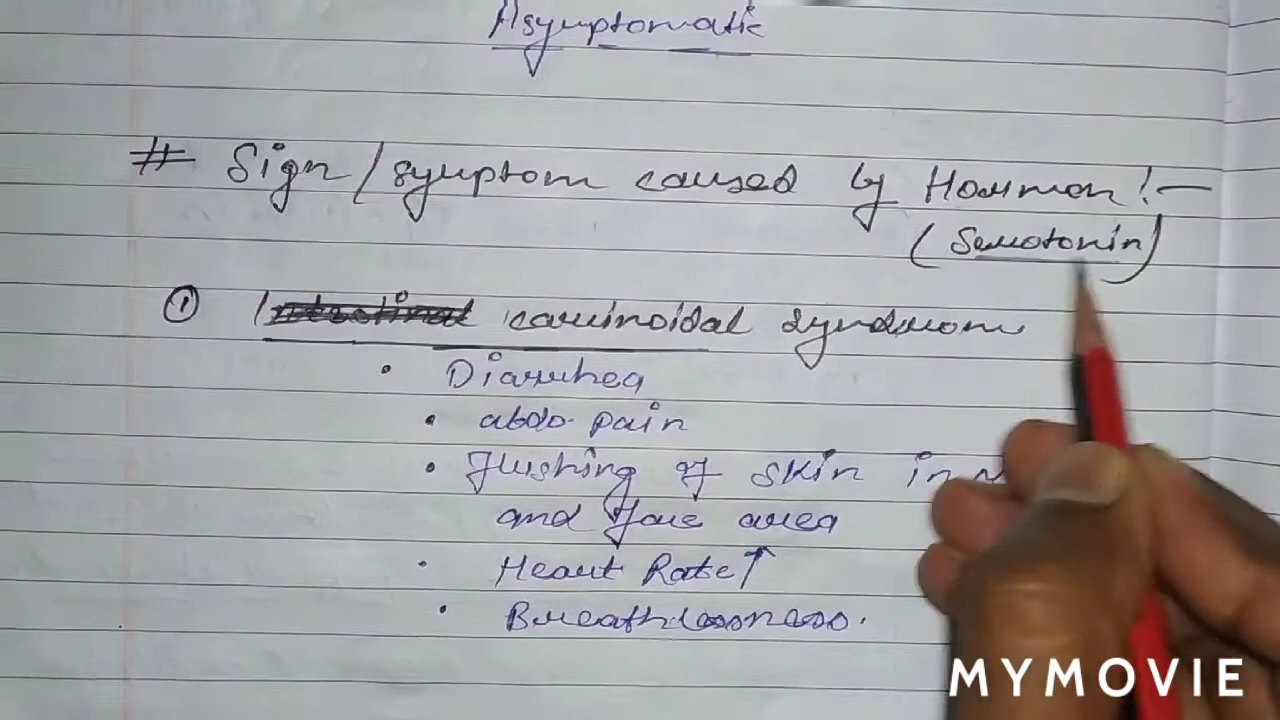 Asymptomatic
# Sign/symptom caused by Hormon:-
(Serotonin)
① carcinoidal syndrom
• Diarrhea
• abdo. pain
• Flushing of skin in
and face area
• Heart Rate↑
• Breathlessness.
MYMOVIE